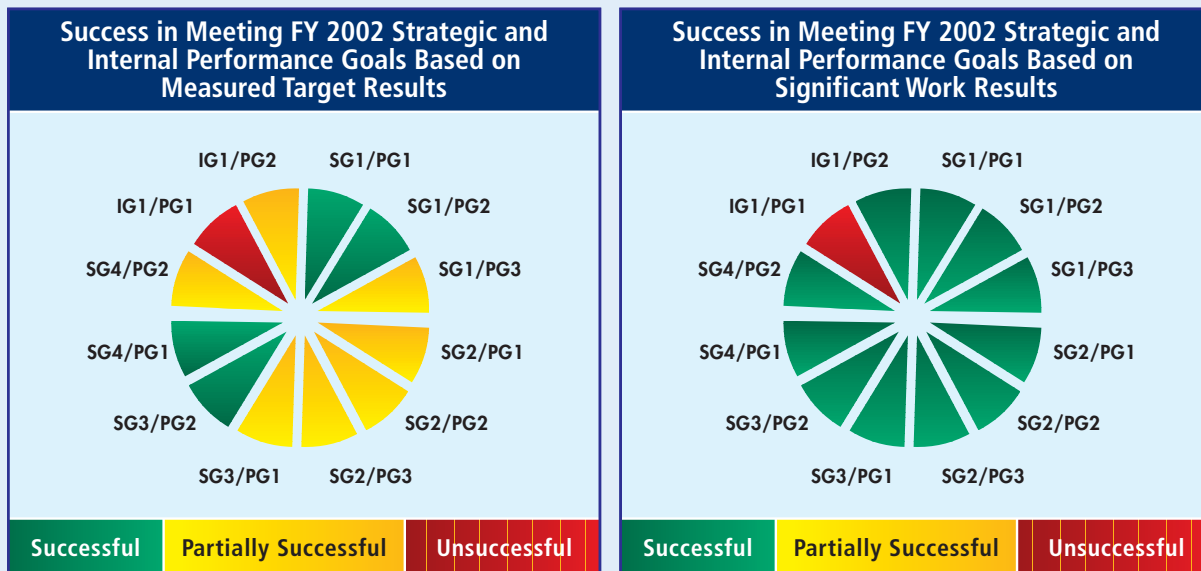 Success in Meeting FY 2002 Strategic and
Internal Performance Goals Based on
Measured Target Results
IG1/PG2
SG1/PG1
IG1/PG1
SG1/PG2
SG4/PG2
SG1/PG3
SG4/PG1
SG2/PG1
SG3/PG2
SG2/PG2
SG3/PG1
SG2/PG3
Successful
Partially Successful
Unsuccessful
Success in Meeting FY 2002 Strategic and
Internal Performance Goals Based on
Significant Work Results
IG1/PG2
SG1/PG1
IG1/PG1
SG1/PG2
SG4/PG2
SG1/PG3
SG4/PG1
SG2/PG1
SG3/PG2
SG2/PG2
SG3/PG1
SG2/PG3
Successful
Partially Successful
Unsuccessful